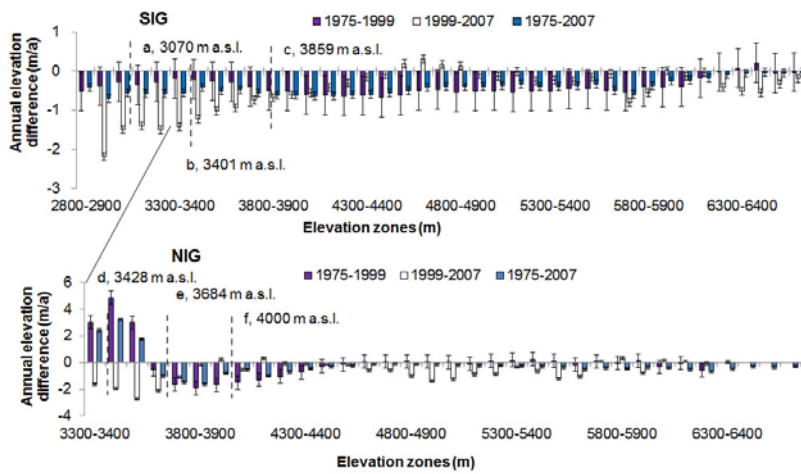 SIG
1975-1999 1999-2007 1975-2007
a, 3070 m a.s.l. c, 3859 m a.s.l.
b, 3401 m a.s.l.
Annual elevation
difference (m/a)
1
0
-1
-2
-3
2800-2900 3300-3400 3800-3900 4300-4400 4800-4900 5300-5400 5800-5900 6300-6400
Elevation zones (m)
NIG
d, 3428 m a.s.l. 1975-1999 1999-2007 1975-2007
e, 3684 m a.s.l.
f, 4000 m a.s.l.
Annual elevation
difference (m/a)
6
4
2
0
-2
-4
3300-3400 3800-3900 4300-4400 4800-4900 5300-5400 5800-5900 6300-6400
Elevation zones (m)